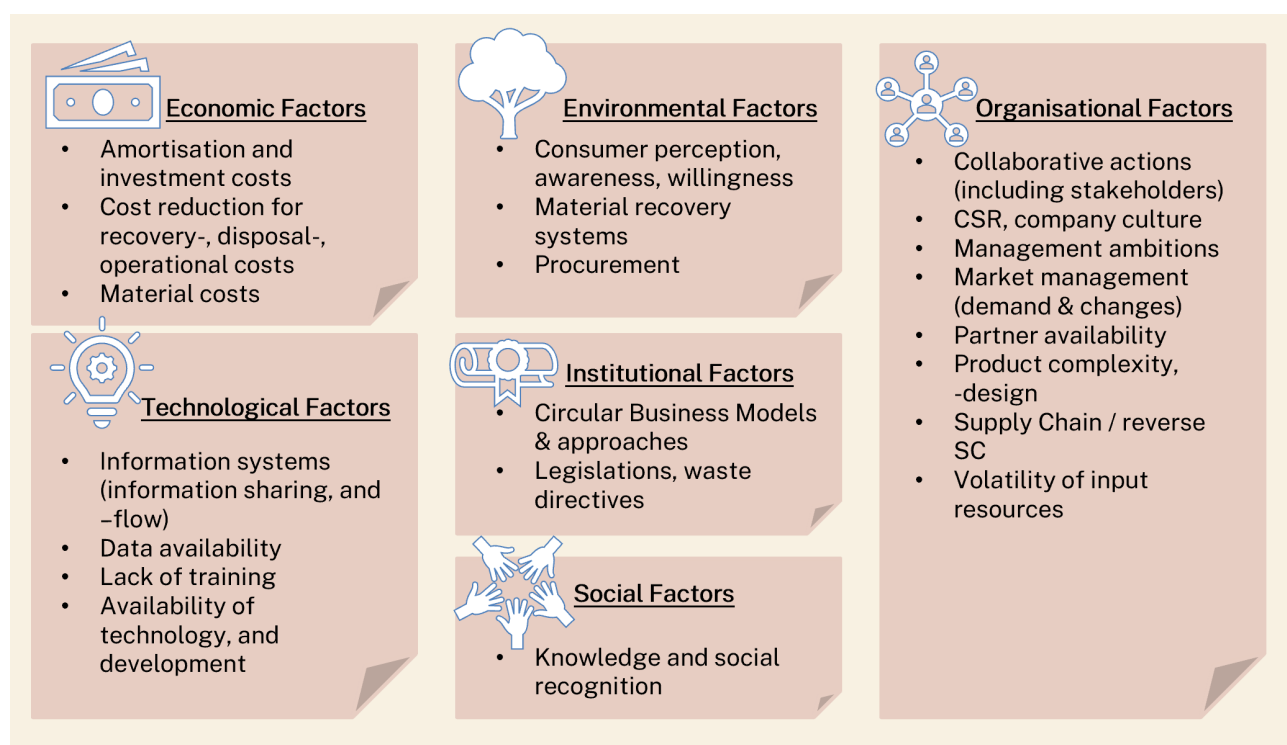 Economic Factors
• Amortisation and
investment costs
• Cost reduction for
recovery-, disposal-,
operational costs
• Material costs
Technological Factors
• Information systems
(information sharing, and
–flow)
• Data availability
• Lack of training
• Availability of
technology, and
development
Environmental Factors
• Consumer perception,
awareness, willingness
• Material recovery
systems
• Procurement
Institutional Factors
• Circular Business Models
& approaches
• Legislations, waste
directives
Social Factors
• Knowledge and social
recognition
Organisational Factors
• Collaborative actions
(including stakeholders)
• CSR, company culture
• Management ambitions
• Market management
(demand & changes)
• Partner availability
• Product complexity,
-design
• Supply Chain / reverse
SC
• Volatility of input
resources